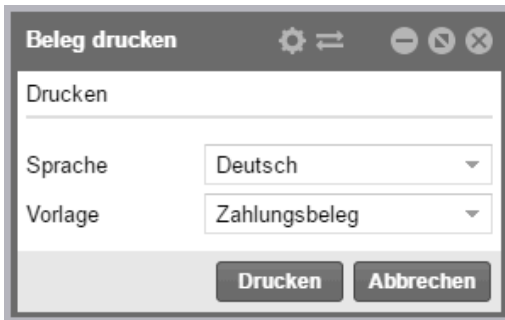 Beleg drucken
Drucken
Sprache Deutsch
Vorlage Zahlungsbeleg
Drucken Abbrechen